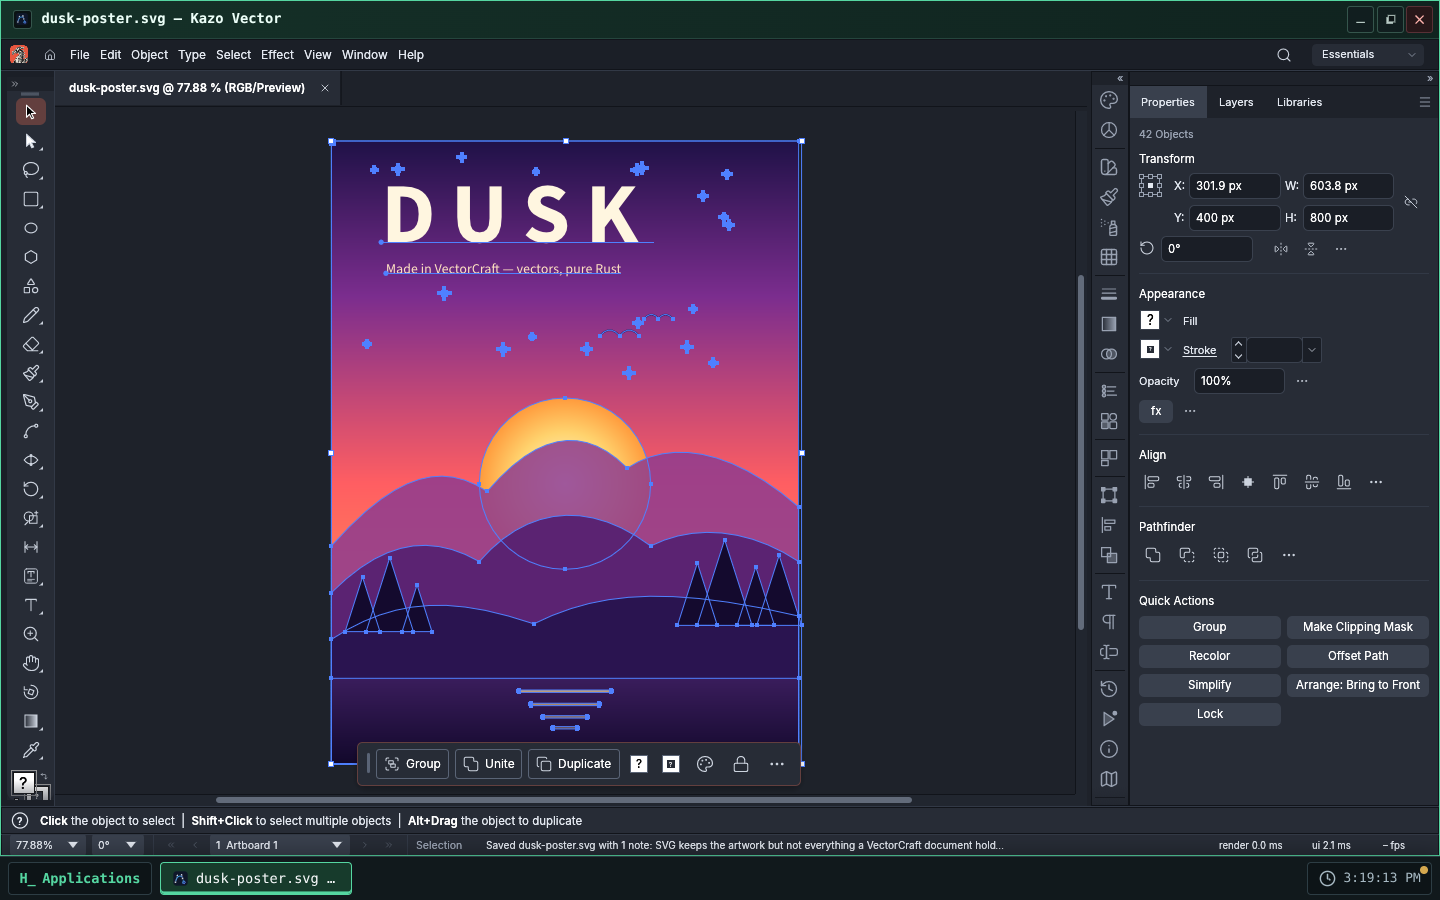 dusk-poster.svg — Kazo Vector
File Edit Object Type Select Effect View Window Help
Essentials
dusk-poster.svg @ 77.88 % (RGB/Preview)
DUSK
Made in VectorCraft — vectors, pure Rust
Properties Layers Libraries
42 Objects
Transform
X: 301.9 px W: 603.8 px
Y: 400 px H: 800 px
0°
Appearance
? Fill
? Stroke
Opacity 100%
fx
Align
Pathfinder
Quick Actions
Group Make Clipping Mask
Recolor Offset Path
Simplify Arrange: Bring to Front
Lock
Group Unite Duplicate ? ?
?
Click the object to select | Shift+Click to select multiple objects | Alt+Drag the object to duplicate
77.88% 0° 1 Artboard 1 Selection Saved dusk-poster.svg with 1 note: SVG keeps the artwork but not everything a VectorCraft document hold... render 0.0 ms ui 2.1 ms – fps
H_ Applications dusk-poster.svg … 3:19:13 PM